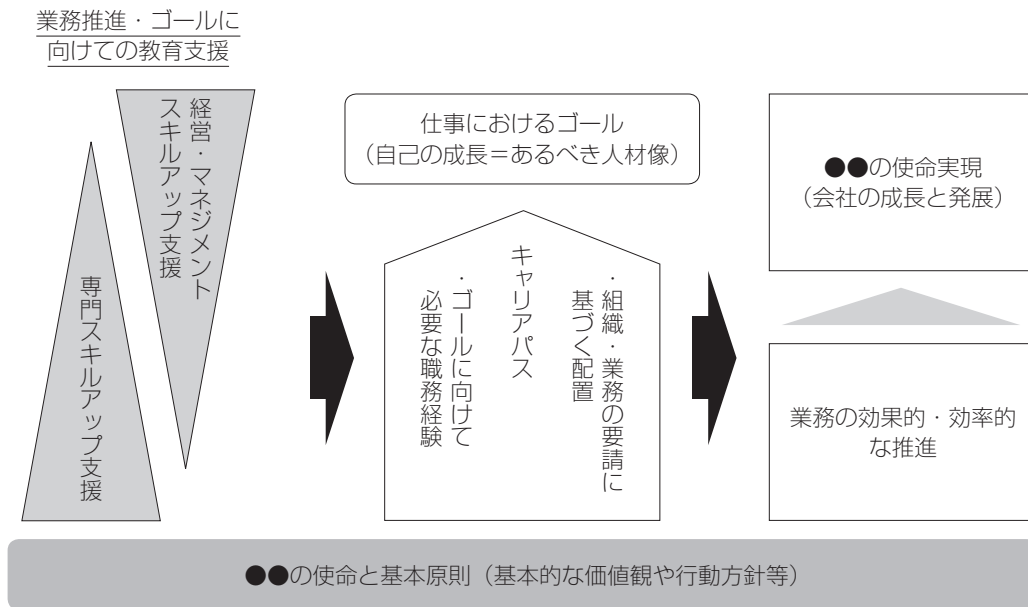 業務推進・ゴールに
向けての教育支援
経営・マネジメント
スキルアップ支援
専門スキルアップ支援
仕事におけるゴール
（自己の成長＝あるべき人材像）
・組織・業務の要請に
基づく配置
キャリアパス
・ゴールに向けて
必要な職務経験
●●の使命実現
（会社の成長と発展）
業務の効果的・効率的
な推進
●●の使命と基本原則（基本的な価値観や行動方針等）